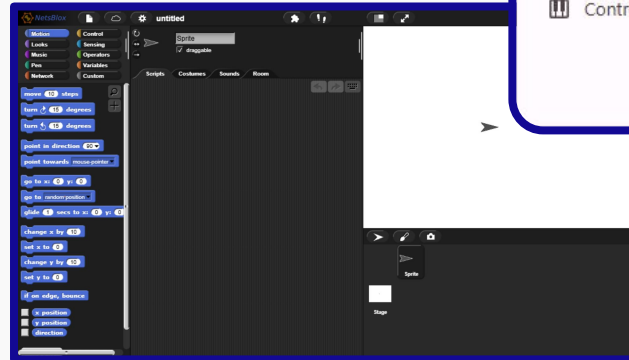 NetsBlox
untitled
Motion Control
Looks Sensing
Music Operators
Pen Variables
Network Custom
Sprite
draggable
Scripts Costumes Sounds Room
move 10 steps
turn 15 degrees
turn 15 degrees
point in direction 90
point towards mouse-pointer
go to x: 0 y: 0
go to random position
glide 1 secs to x: 0 y: 0
change x by 10
set x to 0
change y by 10
set y to 0
if on edge, bounce
x position
y position
direction
Sprite
Stage